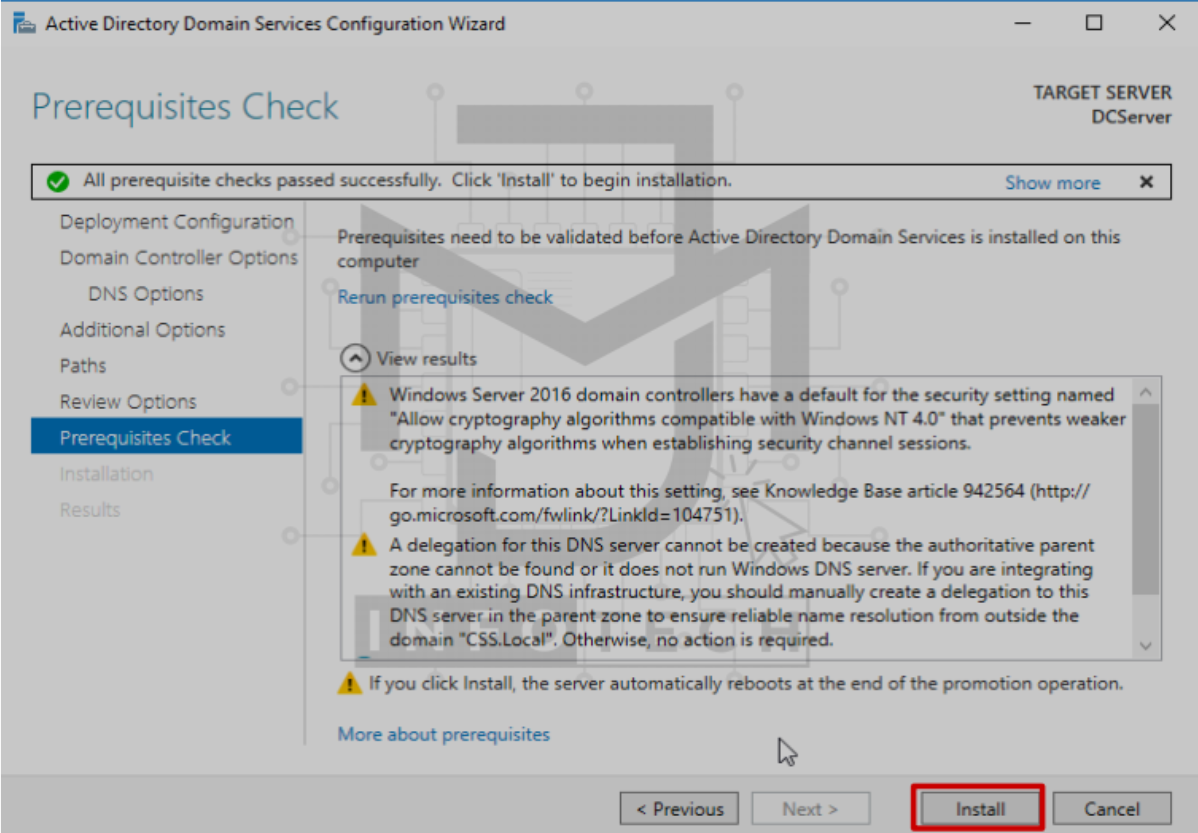 Active Directory Domain Services Configuration Wizard
Prerequisites Check
TARGET SERVER
DCServer
All prerequisite checks passed successfully. Click 'Install' to begin installation.
Show more
Deployment Configuration
Domain Controller Options
DNS Options
Additional Options
Paths
Review Options
Prerequisites Check
Installation
Results
Prerequisites need to be validated before Active Directory Domain Services is installed on this
computer
Rerun prerequisites check
View results
Windows Server 2016 domain controllers have a default for the security setting named
"Allow cryptography algorithms compatible with Windows NT 4.0" that prevents weaker
cryptography algorithms when establishing security channel sessions.
For more information about this setting, see Knowledge Base article 942564 (http://
go.microsoft.com/fwlink/?LinkId=104751).
A delegation for this DNS server cannot be created because the authoritative parent
zone cannot be found or it does not run Windows DNS server. If you are integrating
with an existing DNS infrastructure, you should manually create a delegation to this
DNS server in the parent zone to ensure reliable name resolution from outside the
domain "CSS.Local". Otherwise, no action is required.
INFOTECH
If you click Install, the server automatically reboots at the end of the promotion operation.
More about prerequisites
< Previous
Next >
Install
Cancel